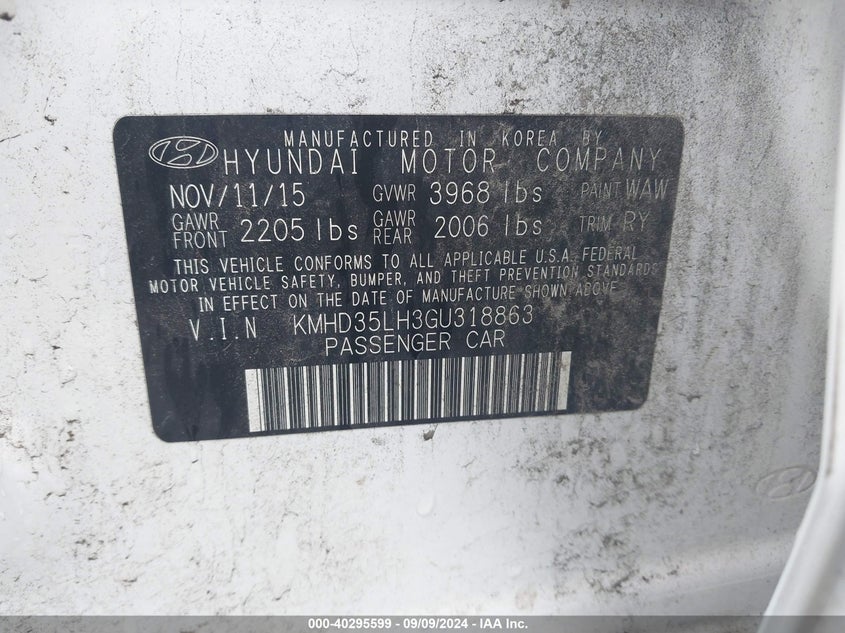 MANUFACTURED IN KOREA BY
HYUNDAI MOTOR COMPANY
NOV/11/15 GVWR 3968 lbs PAINT WAW
GAWR FRONT 2205 lbs GAWR REAR 2006 lbs TRIM RY
THIS VEHICLE CONFORMS TO ALL APPLICABLE U.S.A. FEDERAL
MOTOR VEHICLE SAFETY, BUMPER, AND THEFT PREVENTION STANDARDS
IN EFFECT ON THE DATE OF MANUFACTURE SHOWN ABOVE.
V.I.N KMHD35LH3GU318863
PASSENGER CAR
000-40295599 - 09/09/2024 - IAA Inc.